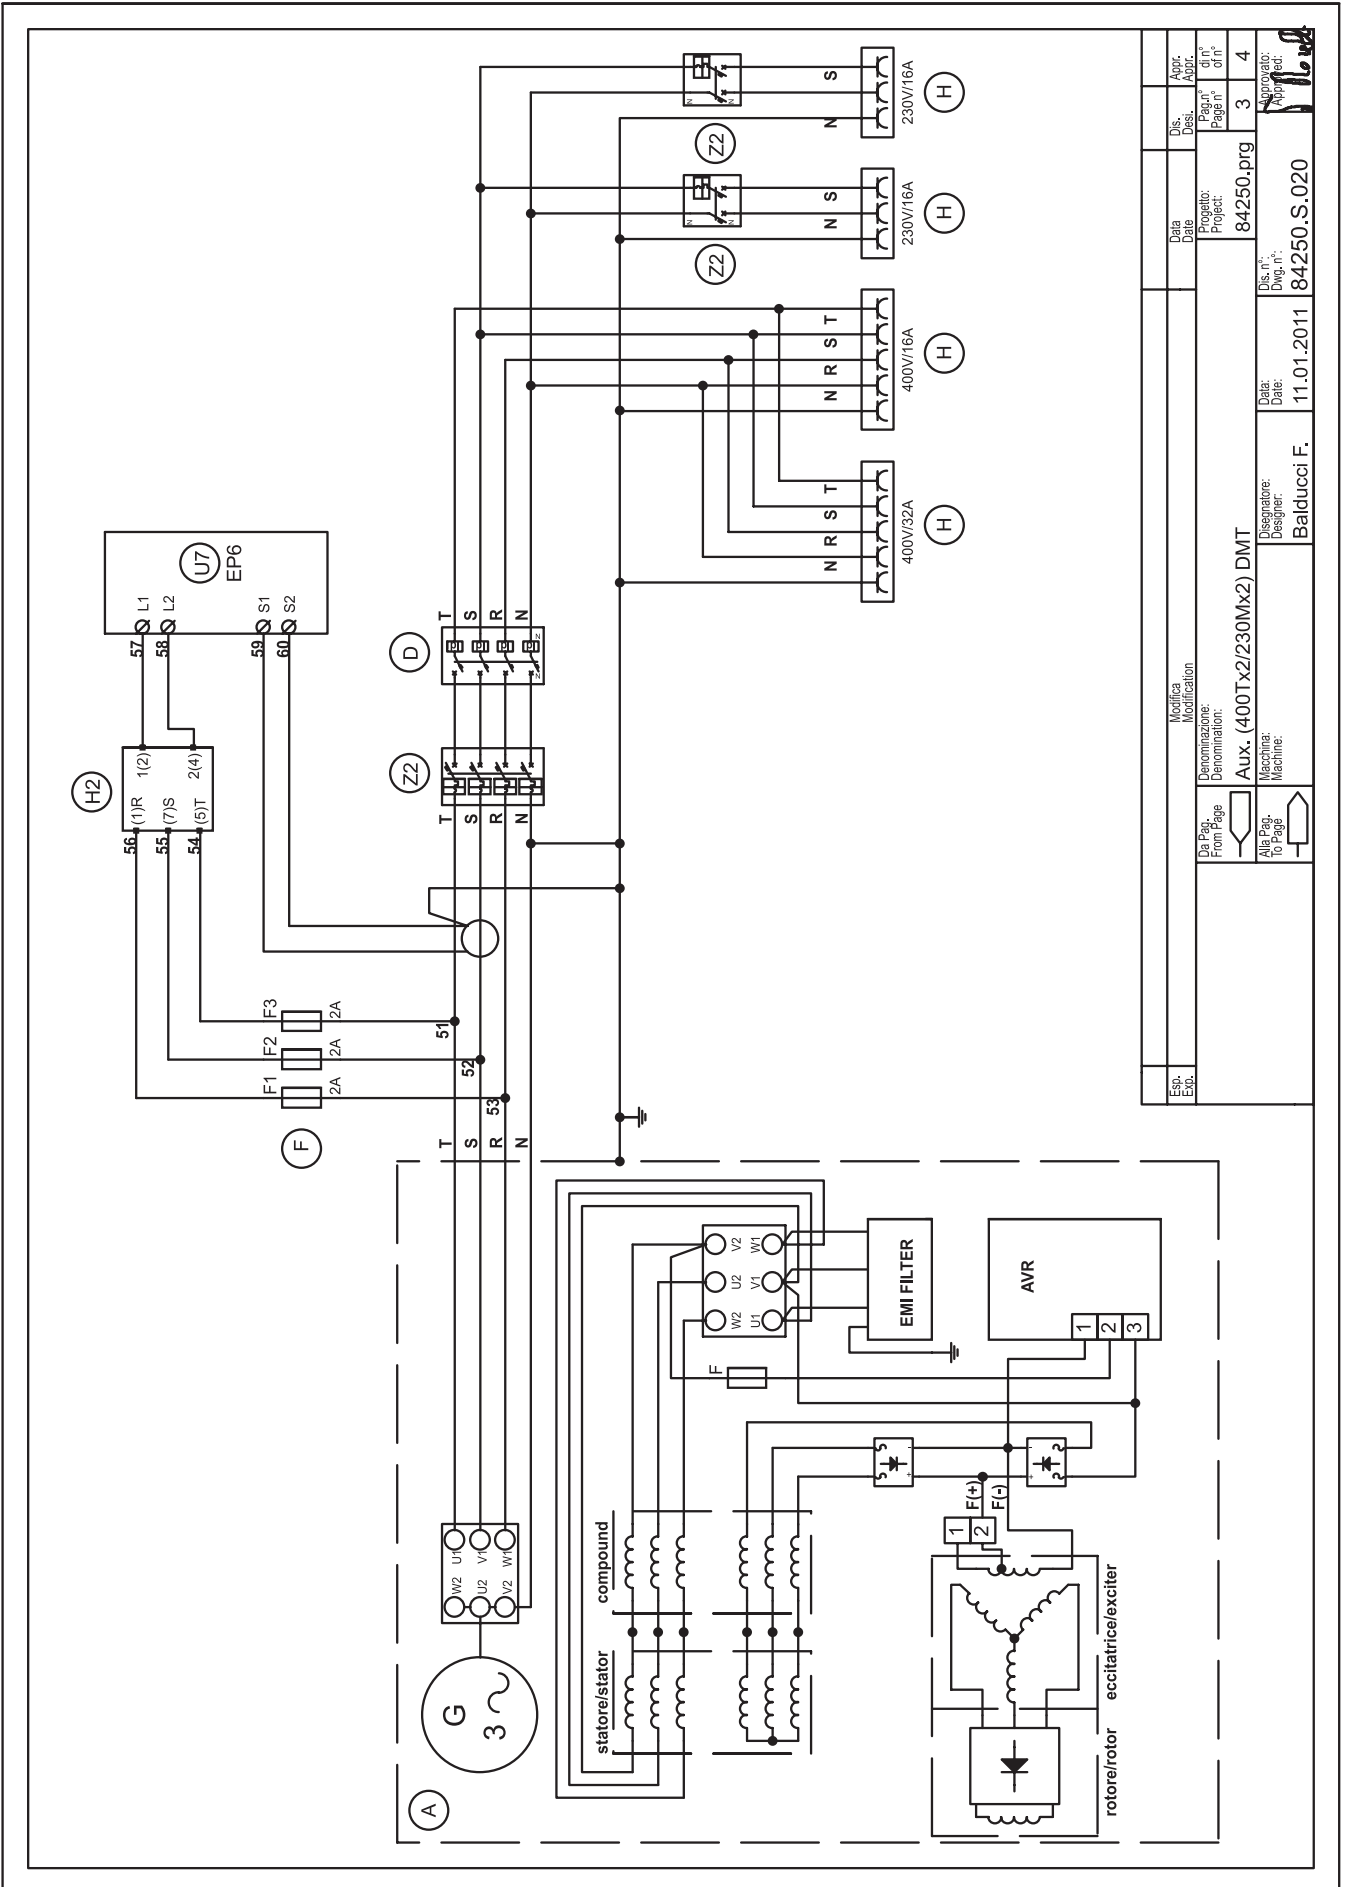 A
G
3
W2
U2
V2
U1
V1
W1
T
S
R
N
53
52
51
F
F1
F2
F3
2A
2A
2A
H2
56
55
54
(1)R
(7)S
(5)T
1(2)
2(4)
57
58
59
60
L1
L2
S1
S2
U7
EP6
Z2
T
S
R
N
D
T
S
R
N
N
N
Z2
N
N
Z2
N
N
N
R
S
T
400V/32A
H
N
R
S
T
400V/16A
H
N
S
230V/16A
H
N
S
230V/16A
H
statore/stator
compound
W2
U2
V2
U1
V1
W1
EMI FILTER
F
AVR
1
2
3
+
-
+
-
F(+)
F(-)
1
2
rotore/rotor
eccitatrice/exciter
Esp.
Exp.
Modifica
Modification
Data
Date
Dis.
Desi.
Appr.
Appr.
Da Pag.
From Page
Alla Pag.
To Page
Denominazione:
Denomination:
Aux. (400Tx2/230Mx2) DMT
Macchina:
Machine:
Disegnatore:
Designer:
Balducci F.
Data:
Date:
11.01.2011
Progetto:
Project:
84250.prg
Pag.n°
Page n°
3
di n°
of n°
4
Dis. n°:
Dwg. n°:
84250.S.020
Approvato:
Approved: